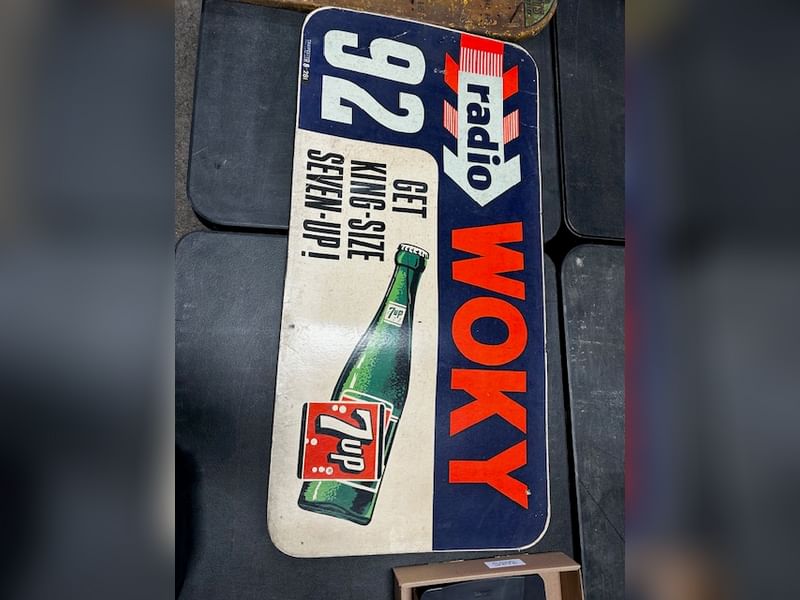 radio WOKY
92
GET
KING-SIZE
SEVEN-UP!
7up
7up